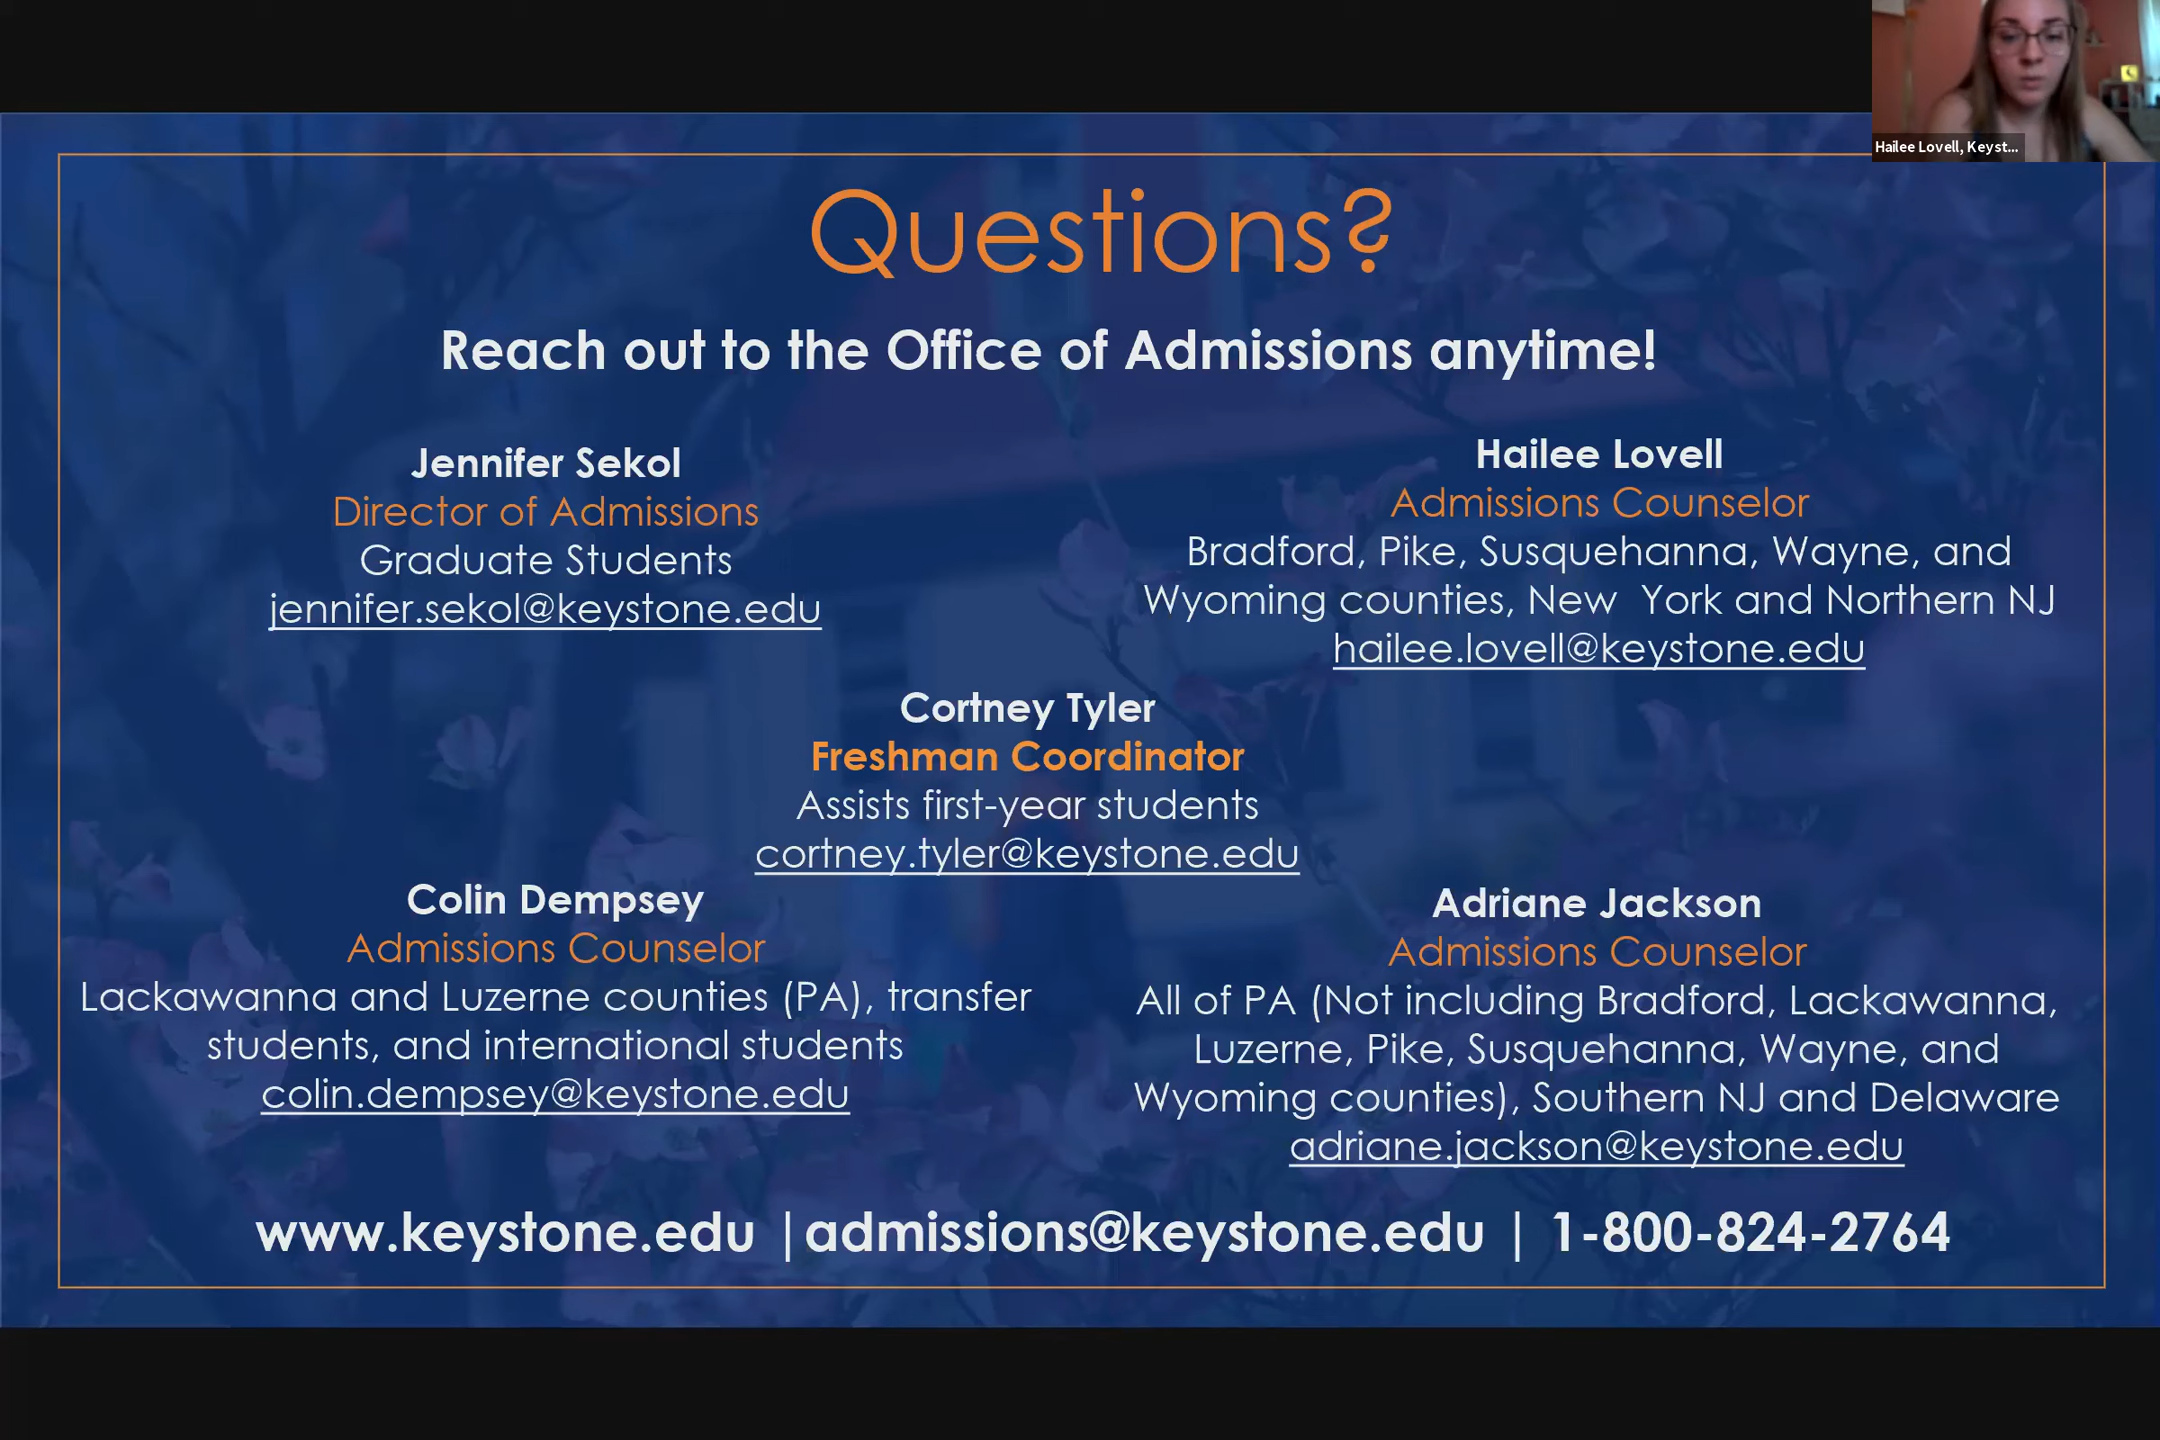 Hailee Lovell, Keyst...
Questions?
Reach out to the Office of Admissions anytime!
Jennifer Sekol
Director of Admissions
Graduate Students
jennifer.sekol@keystone.edu
Hailee Lovell
Admissions Counselor
Bradford, Pike, Susquehanna, Wayne, and
Wyoming counties, New  York and Northern NJ
hailee.lovell@keystone.edu
Cortney Tyler
Freshman Coordinator
Assists first-year students
cortney.tyler@keystone.edu
Colin Dempsey
Admissions Counselor
Lackawanna and Luzerne counties (PA), transfer
students, and international students
colin.dempsey@keystone.edu
Adriane Jackson
Admissions Counselor
All of PA (Not including Bradford, Lackawanna,
Luzerne, Pike, Susquehanna, Wayne, and
Wyoming counties), Southern NJ and Delaware
adriane.jackson@keystone.edu
www.keystone.edu |admissions@keystone.edu | 1-800-824-2764